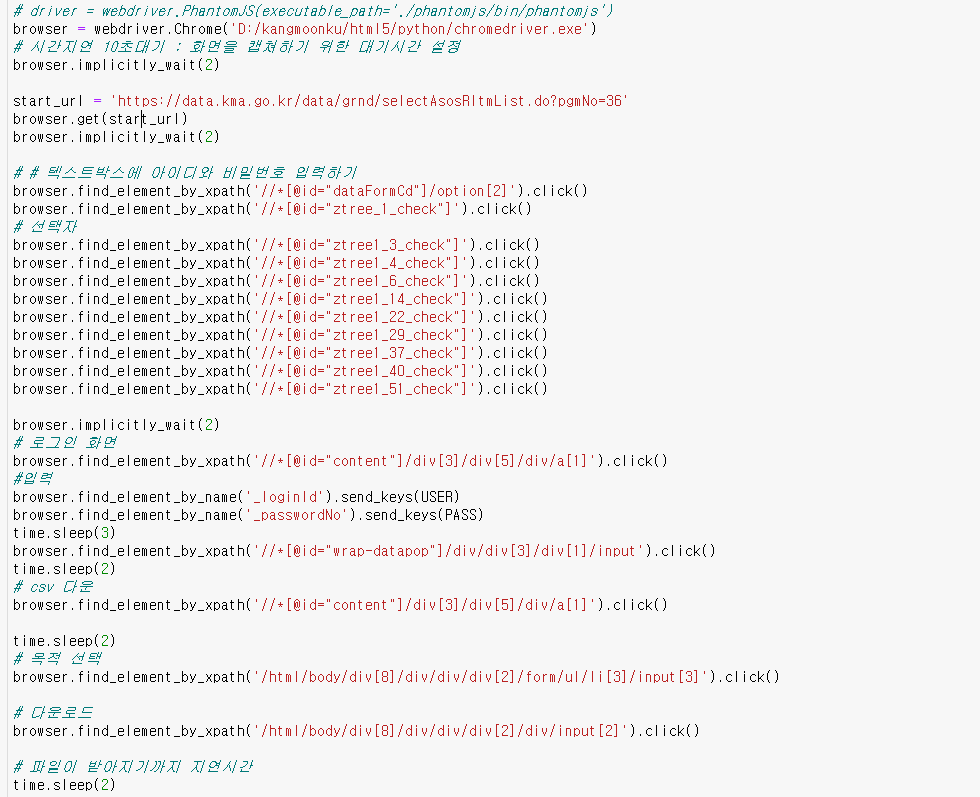 # driver = webdriver.PhantomJS(executable_path='./phantomjs/bin/phantomjs')
browser = webdriver.Chrome('D:/kangmoonku/html5/python/chromedriver.exe')
# 시간지연 10초대기 : 화면을 캡쳐하기 위한 대기시간 설정
browser.implicitly_wait(2)
start_url = 'https://data.kma.go.kr/data/grnd/selectAsosRltmList.do?pgmNo=36'
browser.get(start_url)
browser.implicitly_wait(2)
# # 텍스트박스에 아이디와 비밀번호 입력하기
browser.find_element_by_xpath('//*[@id="dataFormCd"]/option[2]').click()
browser.find_element_by_xpath('//*[@id="ztree_1_check"]').click()
# 선택자
browser.find_element_by_xpath('//*[@id="ztree1_3_check"]').click()
browser.find_element_by_xpath('//*[@id="ztree1_4_check"]').click()
browser.find_element_by_xpath('//*[@id="ztree1_6_check"]').click()
browser.find_element_by_xpath('//*[@id="ztree1_14_check"]').click()
browser.find_element_by_xpath('//*[@id="ztree1_22_check"]').click()
browser.find_element_by_xpath('//*[@id="ztree1_29_check"]').click()
browser.find_element_by_xpath('//*[@id="ztree1_37_check"]').click()
browser.find_element_by_xpath('//*[@id="ztree1_40_check"]').click()
browser.find_element_by_xpath('//*[@id="ztree1_51_check"]').click()
browser.implicitly_wait(2)
# 로그인 화면
browser.find_element_by_xpath('//*[@id="content"]/div[3]/div[5]/div/a[1]').click()
#입력
browser.find_element_by_name('_loginId').send_keys(USER)
browser.find_element_by_name('_passwordNo').send_keys(PASS)
time.sleep(3)
browser.find_element_by_xpath('//*[@id="wrap-datapop"]/div/div[3]/div[1]/input').click()
time.sleep(2)
# csv 다운
browser.find_element_by_xpath('//*[@id="content"]/div[3]/div[5]/div/a[1]').click()
time.sleep(2)
# 목적 선택
browser.find_element_by_xpath('/html/body/div[8]/div/div/div[2]/form/ul/li[3]/input[3]').click()
# 다운로드
browser.find_element_by_xpath('/html/body/div[8]/div/div/div[2]/div/input[2]').click()
# 파일이 받아지기까지 지연시간
time.sleep(2)